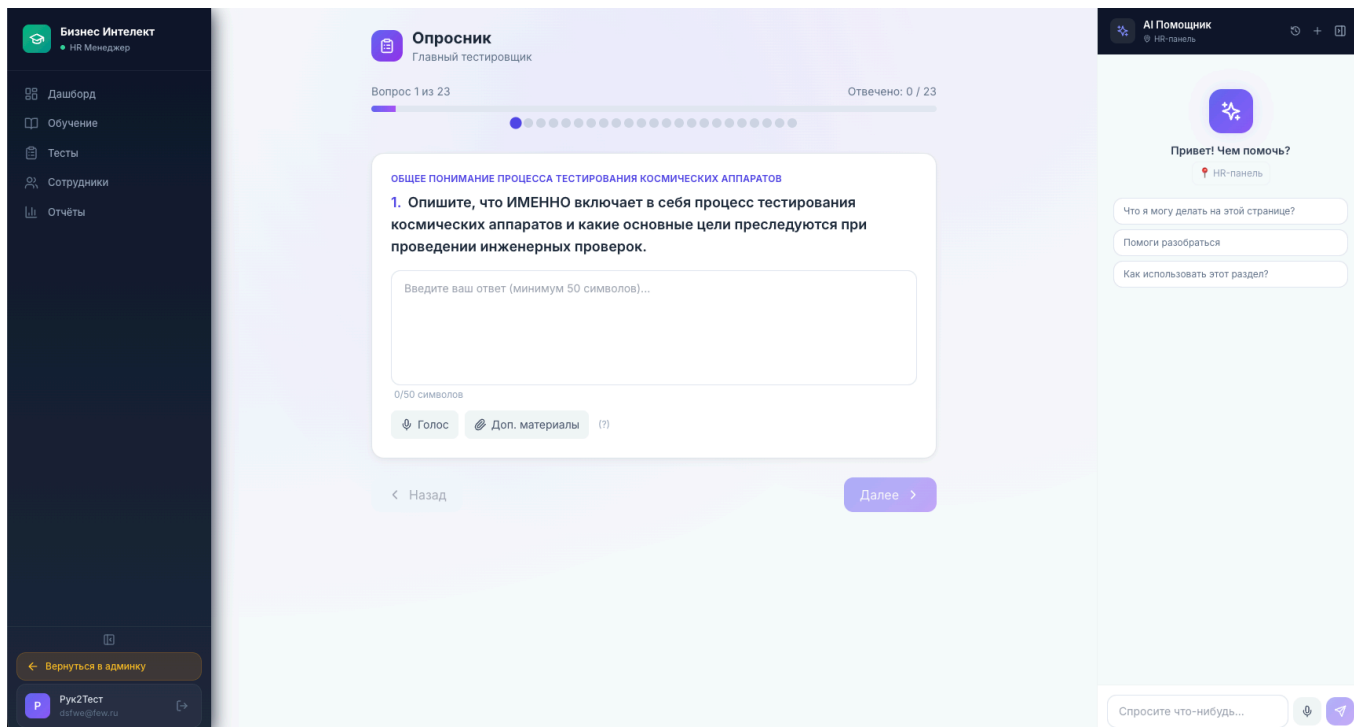 Бизнес Интелект
HR Менеджер
Дашборд
Обучение
Тесты
Сотрудники
Отчёты
Вернуться в админку
Р
Рук2Тест
dsfwe@few.ru
Опросник
Главный тестировщик
Вопрос 1 из 23
Отвечено: 0 / 23
ОБЩЕЕ ПОНИМАНИЕ ПРОЦЕССА ТЕСТИРОВАНИЯ КОСМИЧЕСКИХ АППАРАТОВ
1. Опишите, что ИМЕННО включает в себя процесс тестирования
космических аппаратов и какие основные цели преследуются при
проведении инженерных проверок.
Введите ваш ответ (минимум 50 символов)...
0/50 символов
Голос
Доп. материалы
(?)
Назад
Далее
AI Помощник
HR-панель
Привет! Чем помочь?
HR-панель
Что я могу делать на этой странице?
Помоги разобраться
Как использовать этот раздел?
Спросите что-нибудь...